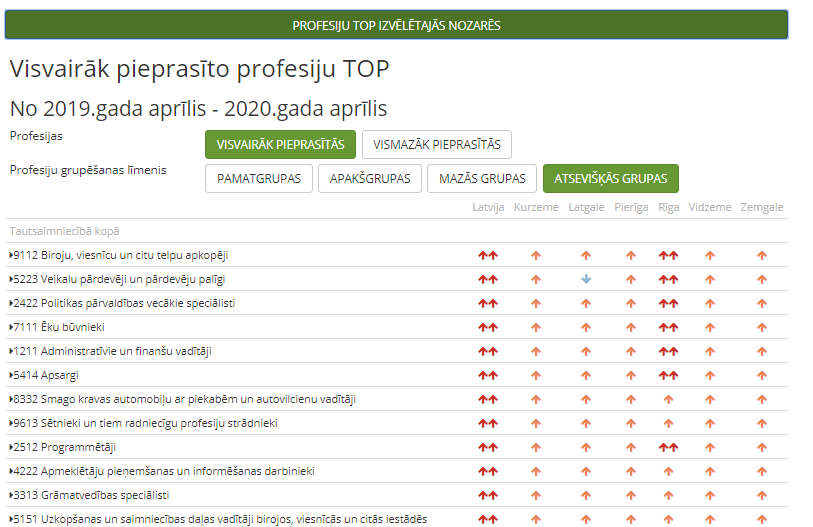 PROFESIJU TOP IZVĒLĒTAJĀS NOZARĒS
Visvairāk pieprasīto profesiju TOP
No 2019.gada aprīlis - 2020.gada aprīlis
Profesijas VISVAIRĀK PIEPRASĪTĀS VISMAZĀK PIEPRASĪTĀS
Profesiju grupēšanas līmenis PAMATGRUPAS APAKŠGRUPAS MAZĀS GRUPAS ATSEVIŠĶĀS GRUPAS
Latvija Kurzeme Latgale Pierīga Rīga Vidzeme Zemgale
Tautsaimniecībā kopā
9112 Biroju, viesnīcu un citu telpu apkopēji
5223 Veikalu pārdevēji un pārdevēju palīgi
2422 Politikas pārvaldības vecākie speciālisti
7111 Ēku būvnieki
1211 Administratīvie un finanšu vadītāji
5414 Apsargi
8332 Smago kravas automobiļu ar piekabēm un autovilcienu vadītāji
9613 Sētnieki un tiem radniecīgu profesiju strādnieki
2512 Programmētāji
4222 Apmeklētāju pieņemšanas un informēšanas darbinieki
3313 Grāmatvedības speciālisti
5151 Uzkopšanas un saimniecības daļas vadītāji birojos, viesnīcās un citās iestādēs